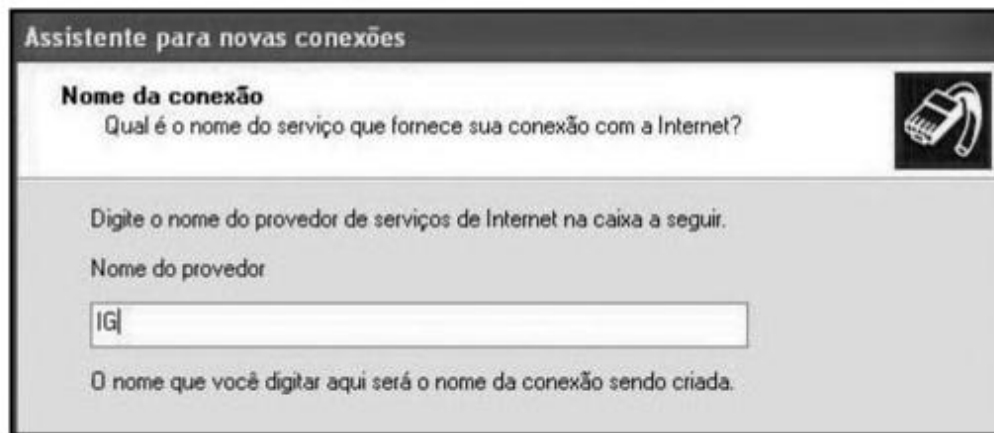 Assistente para novas conexões
Nome da conexão
Qual é o nome do serviço que fornece sua conexão com a Internet?
Digite o nome do provedor de serviços de Internet na caixa a seguir.
Nome do provedor
IG
O nome que você digitar aqui será o nome da conexão sendo criada.